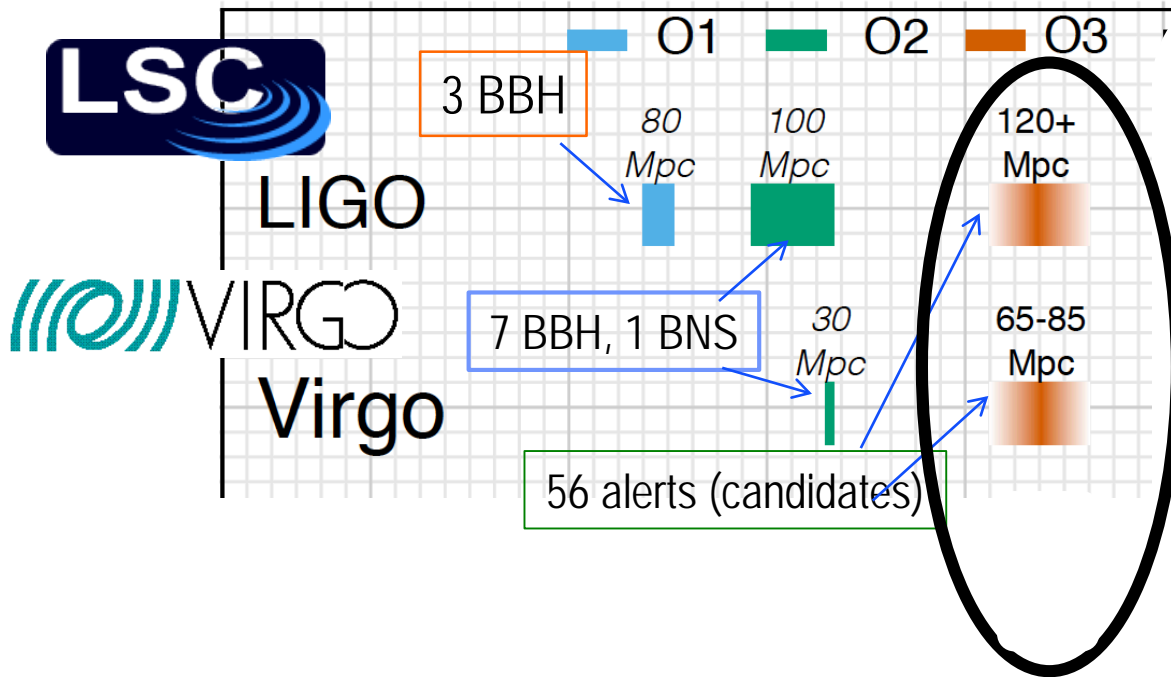 O1 O2 O3
LSC
3 BBH
80
Mpc
100
Mpc
120+
Mpc
LIGO
VIRGO
7 BBH, 1 BNS
30
Mpc
65-85
Mpc
Virgo
56 alerts (candidates)